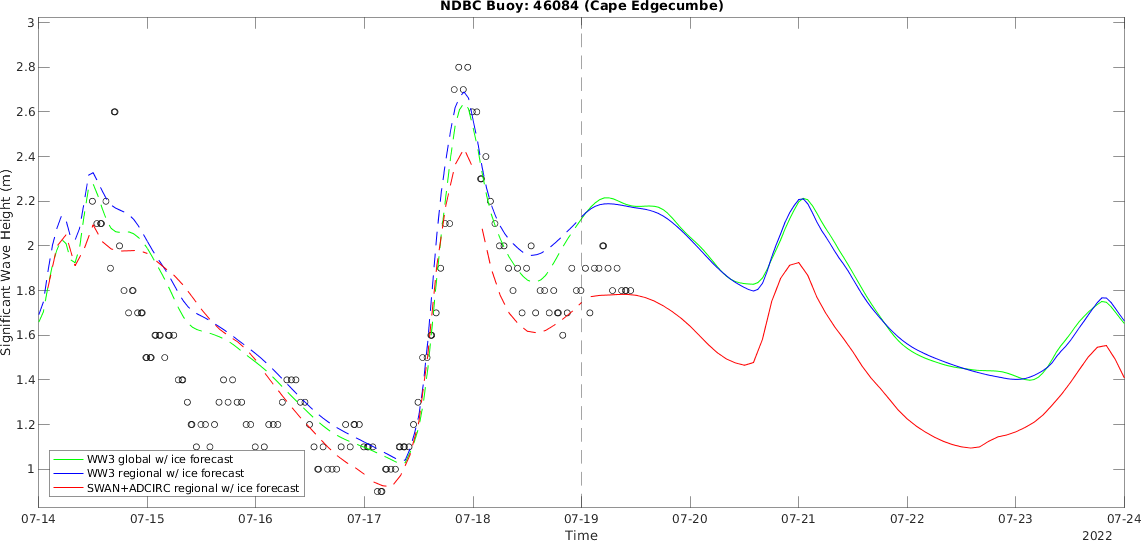 NDBC Buoy: 46084 (Cape Edgecumbe)
3
2.8
2.6
2.4
2.2
2
1.8
1.6
1.4
1.2
1
Significant Wave Height (m)
WW3 global w/ ice forecast
WW3 regional w/ ice forecast
SWAN+ADCIRC regional w/ ice forecast
07-14 07-15 07-16 07-17 07-18 07-19 07-20 07-21 07-22 07-23 07-24
Time
2022